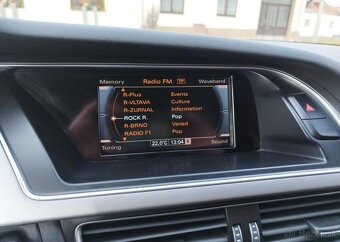 Memory Radio FM TP Waveband
R-Plus Events
R-VLTAVA Culture
R-ZURNAL Information
ROCK R. Pop
R-BRNO Varied
RADIO F1 Pop
Tuning 22,0°C 13:04 Sound